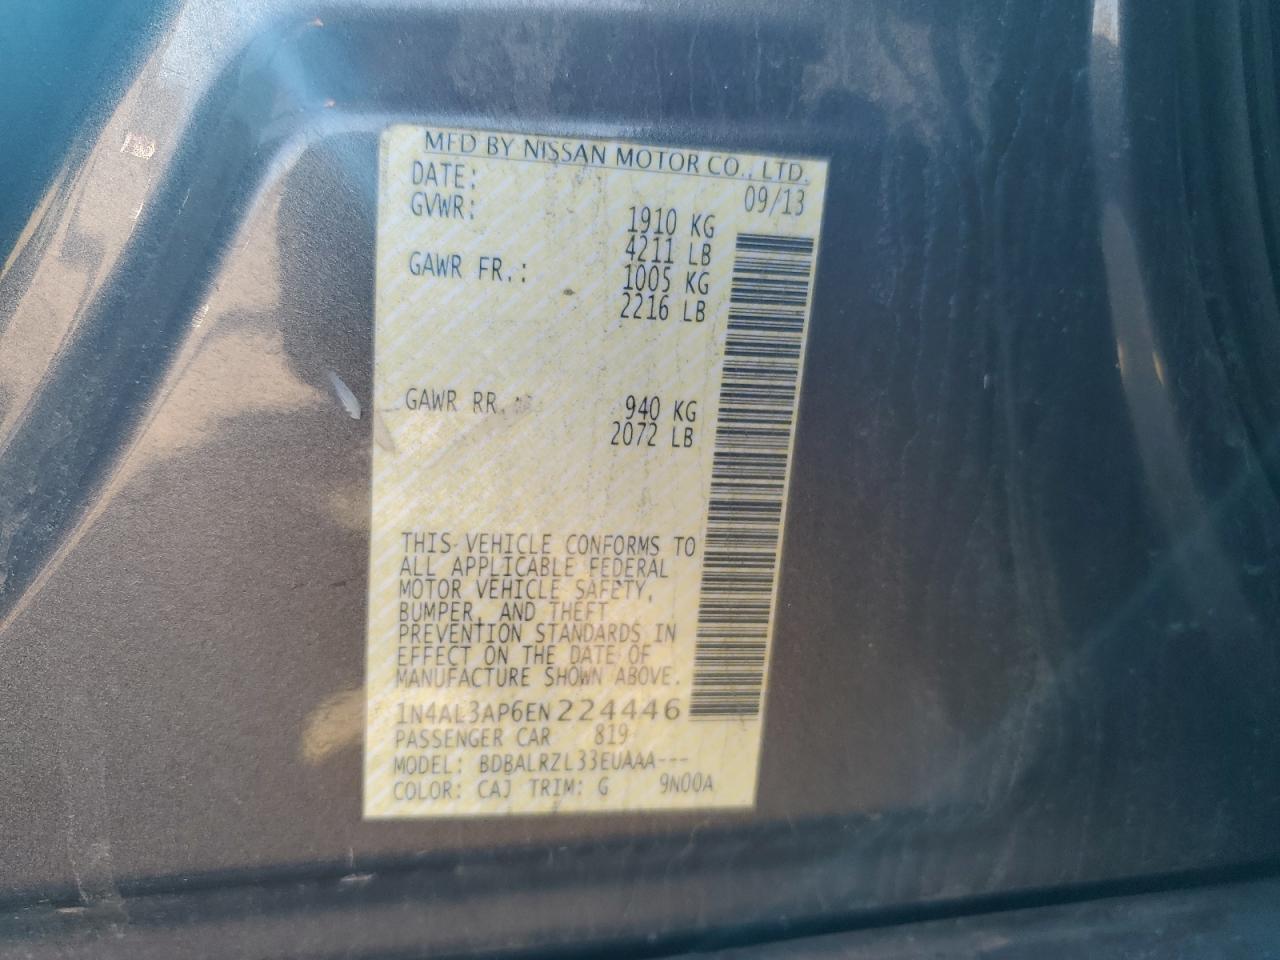 MFD BY NISSAN MOTOR CO., LTD.
DATE: 09/13
GVWR: 1910 KG
4211 LB
GAWR FR.: 1005 KG
2216 LB
GAWR RR. 940 KG
2072 LB
THIS VEHICLE CONFORMS TO
ALL APPLICABLE FEDERAL
MOTOR VEHICLE SAFETY,
BUMPER, AND THEFT
PREVENTION STANDARDS IN
EFFECT ON THE DATE OF
MANUFACTURE SHOWN ABOVE.
1N4AL3AP6EN224446
PASSENGER CAR 819
MODEL: BDBALRZL33EUAAA---
COLOR: CAJ TRIM: G 9N00A